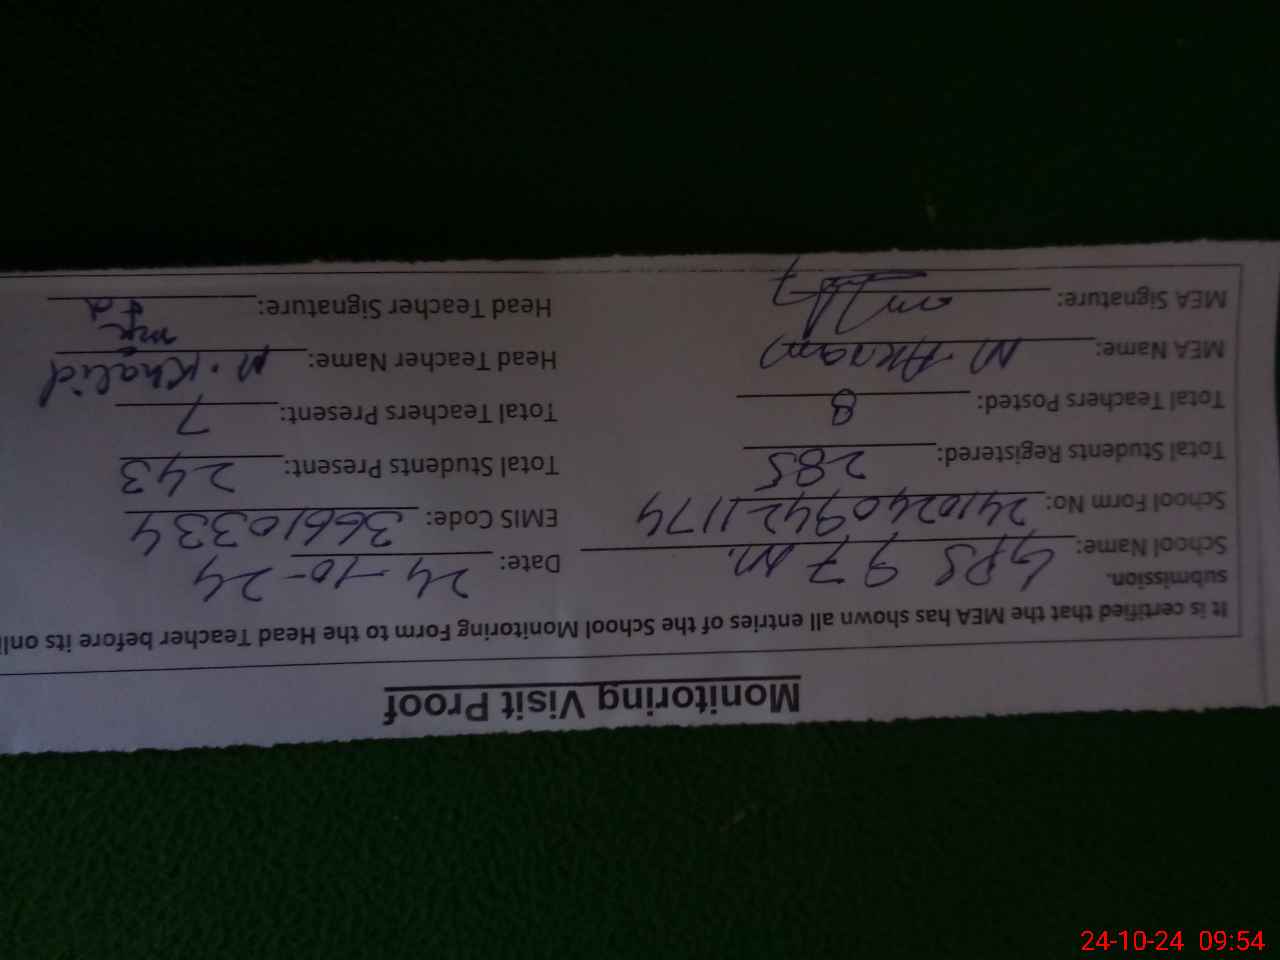 Monitoring Visit Proof
It is certified that the MEA has shown all entries of the School Monitoring Form to the Head Teacher before its onli
submission.
School Name: GPS 97 M. Date: 24-10-24
School Form No: 2410240942 1174 EMIS Code: 36610334
Total Students Registered: 285 Total Students Present: 243
Total Teachers Posted: 8 Total Teachers Present: 7
MEA Name: M Akram Head Teacher Name: M. Khalid
MEA Signature: Head Teacher Signature:
24-10-24 09:54